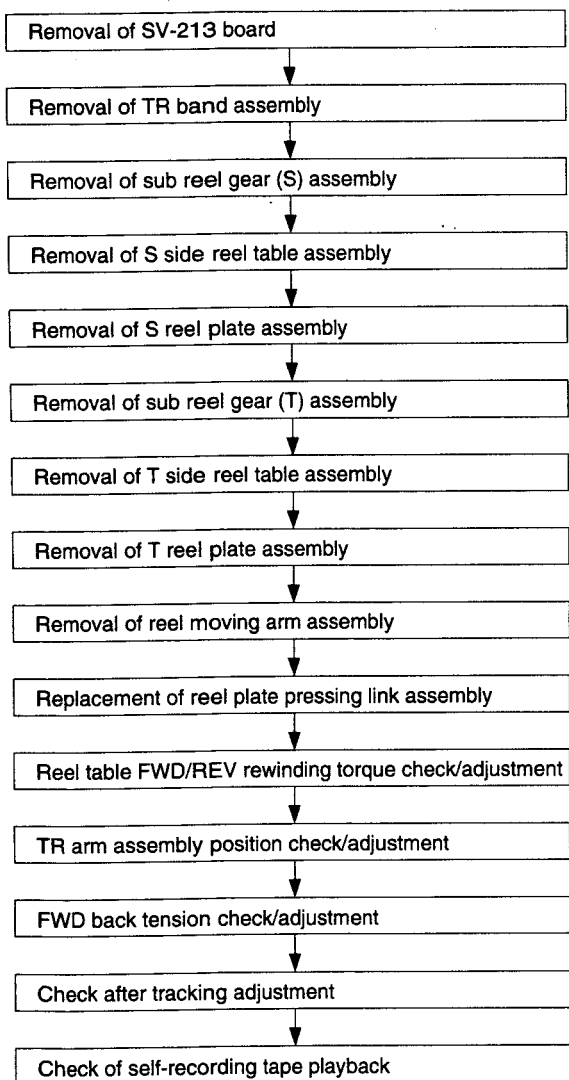 Removal of SV-213 board
Removal of TR band assembly
Removal of sub reel gear (S) assembly
Removal of S side reel table assembly
Removal of S reel plate assembly
Removal of sub reel gear (T) assembly
Removal of T side reel table assembly
Removal of T reel plate assembly
Removal of reel moving arm assembly
Replacement of reel plate pressing link assembly
Reel table FWD/REV rewinding torque check/adjustment
TR arm assembly position check/adjustment
FWD back tension check/adjustment
Check after tracking adjustment
Check of self-recording tape playback